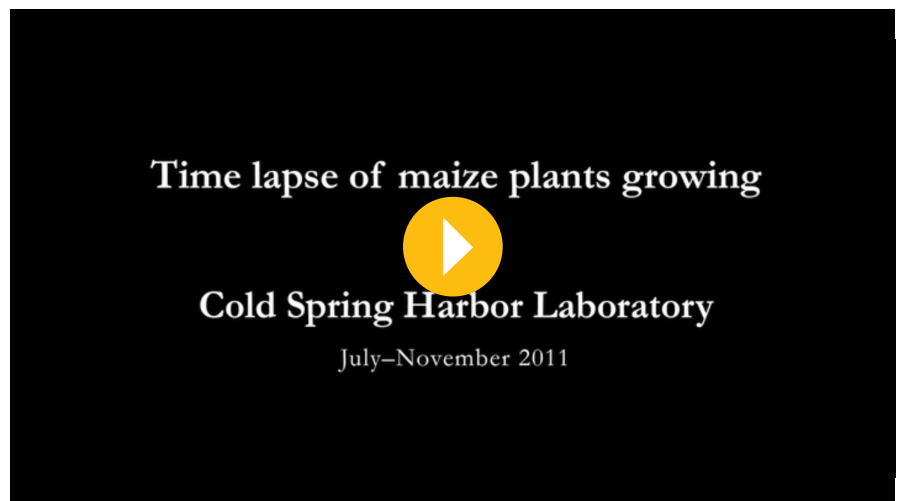 Time lapse of maize plants growing
Cold Spring Harbor Laboratory
July–November 2011